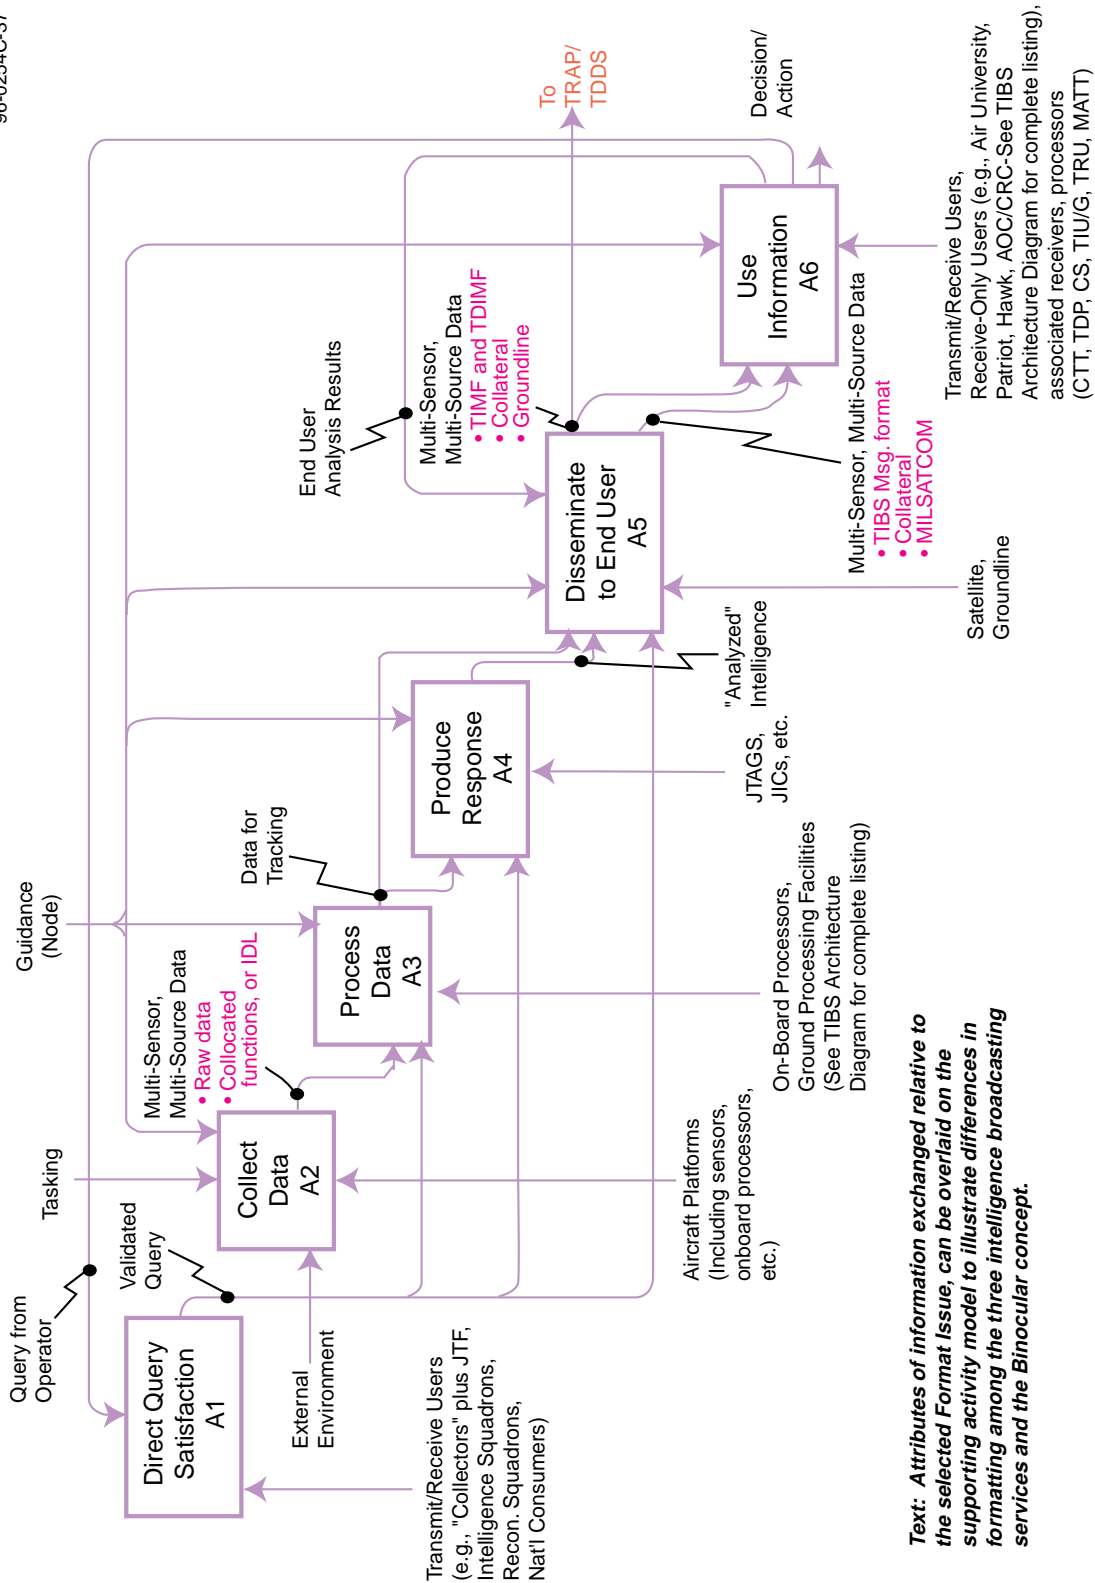 Query from
Operator
Tasking
Guidance
(Node)
Validated
Query
Multi-Sensor,
Multi-Source Data
• Raw data
• Collocated
functions, or IDL
Data for
Tracking
End User
Analysis Results
Multi-Sensor,
Multi-Source Data
• TIMF and TDIMF
• Collateral
• Groundline
To
TRAP/
TDDS
Decision/
Action
Direct Query
Satisfaction
A1
Collect
Data
A2
Process
Data
A3
Produce
Response
A4
Disseminate
to End User
A5
Use
Information
A6
External
Environment
"Analyzed"
Intelligence
Multi-Sensor, Multi-Source Data
• TIBS Msg. format
• Collateral
• MILSATCOM
Transmit/Receive Users
(e.g., "Collectors" plus JTF,
Intelligence Squadrons,
Recon. Squadrons,
Nat'l Consumers)
Aircraft Platforms
(Including sensors,
onboard processors,
etc.)
On-Board Processors,
Ground Processing Facilities
(See TIBS Architecture
Diagram for complete listing)
JTAGS,
JICs, etc.
Satellite,
Groundline
Transmit/Receive Users,
Receive-Only Users (e.g., Air University,
Patriot, Hawk, AOC/CRC-See TIBS
Architecture Diagram for complete listing),
associated receivers, processors
(CTT, TDP, CS, TIU/G, TRU, MATT)
Text: Attributes of information exchanged relative to
the selected Format Issue, can be overlaid on the
supporting activity model to illustrate differences in
formatting among the three intelligence broadcasting
services and the Binocular concept.